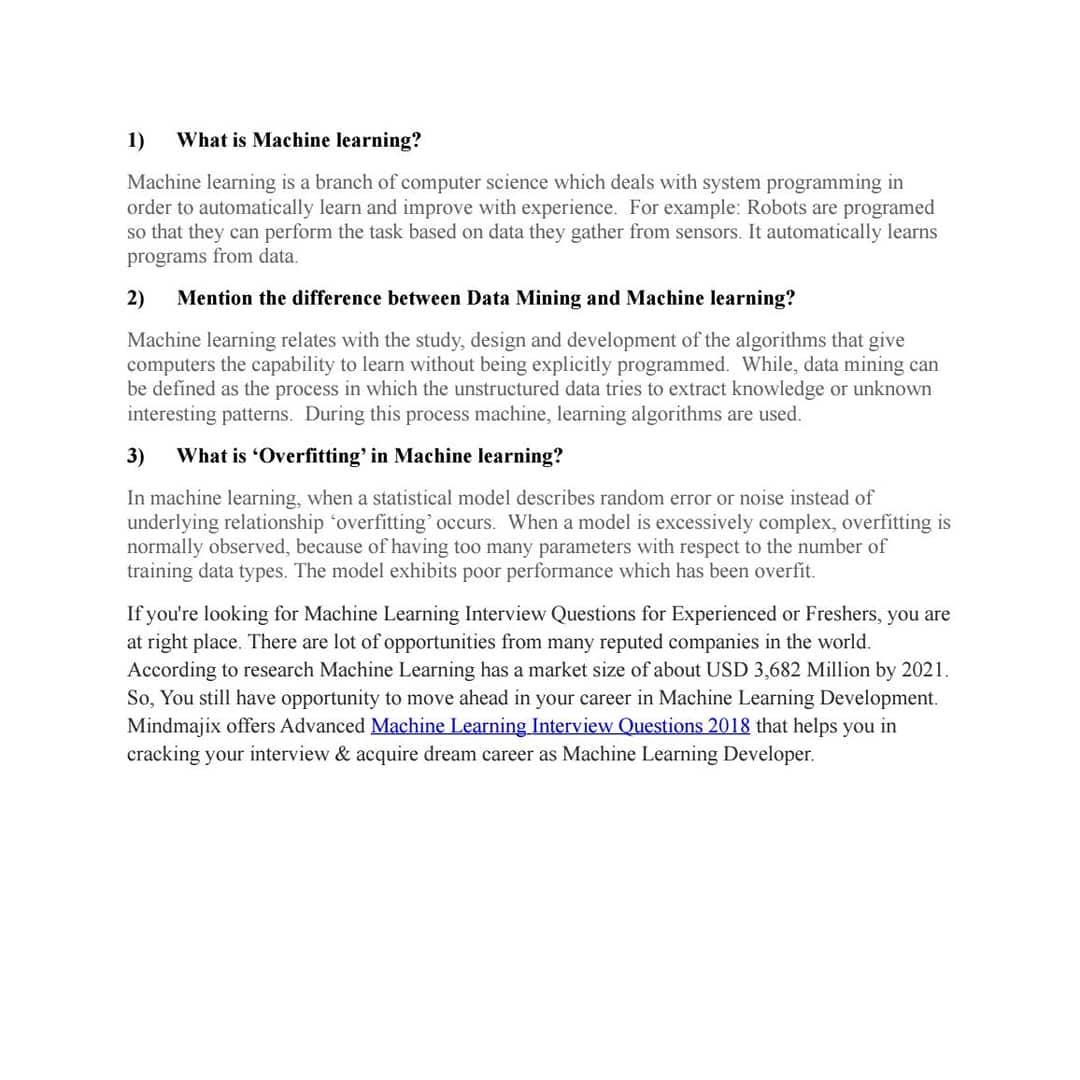 1) What is Machine learning?
Machine learning is a branch of computer science which deals with system programming in
order to automatically learn and improve with experience.  For example: Robots are programed
so that they can perform the task based on data they gather from sensors. It automatically learns
programs from data.
2) Mention the difference between Data Mining and Machine learning?
Machine learning relates with the study, design and development of the algorithms that give
computers the capability to learn without being explicitly programmed.  While, data mining can
be defined as the process in which the unstructured data tries to extract knowledge or unknown
interesting patterns.  During this process machine, learning algorithms are used.
3) What is ‘Overfitting’ in Machine learning?
In machine learning, when a statistical model describes random error or noise instead of
underlying relationship ‘overfitting’ occurs.  When a model is excessively complex, overfitting is
normally observed, because of having too many parameters with respect to the number of
training data types. The model exhibits poor performance which has been overfit.
If you're looking for Machine Learning Interview Questions for Experienced or Freshers, you are
at right place. There are lot of opportunities from many reputed companies in the world.
According to research Machine Learning has a market size of about USD 3,682 Million by 2021.
So, You still have opportunity to move ahead in your career in Machine Learning Development.
Mindmajix offers Advanced Machine Learning Interview Questions 2018 that helps you in
cracking your interview & acquire dream career as Machine Learning Developer.